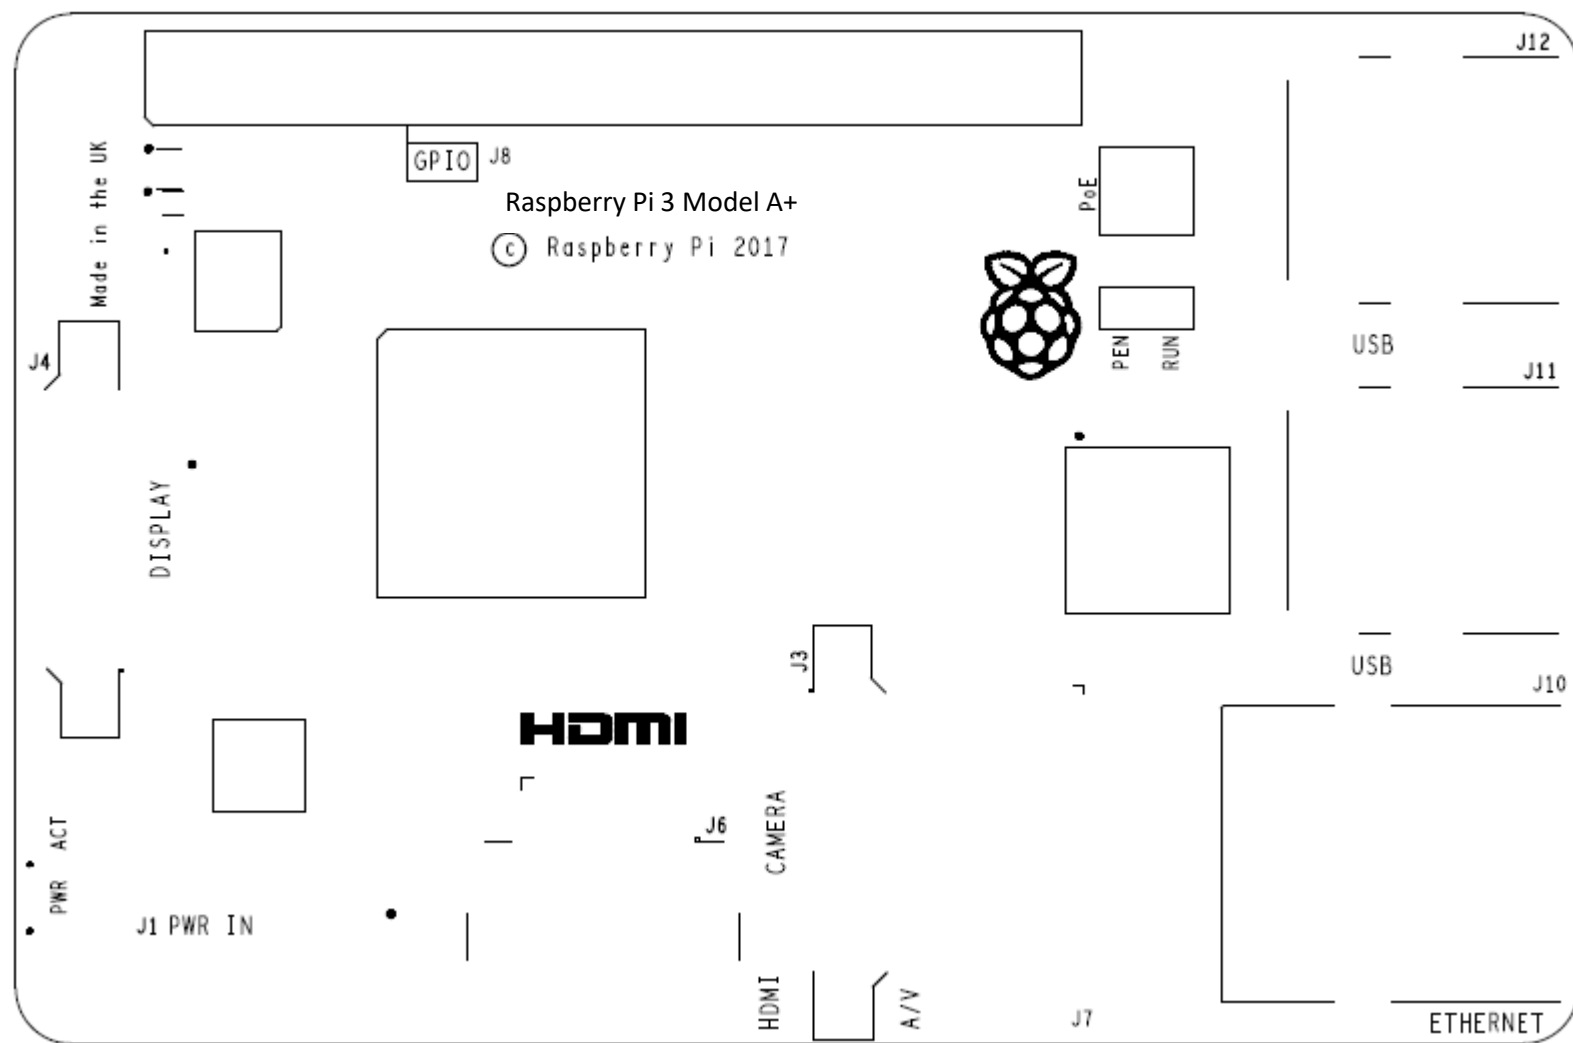 J12
Made in the UK
GPIO
J8
PoE
Raspberry Pi 3 Model A+
c Raspberry Pi 2017
J4
PEN
RUN
USB
J11
DISPLAY
J3
USB
J10
HDMI
J6
CAMERA
ACT
PWR
J1 PWR IN
HDMI
A/V
J7
ETHERNET